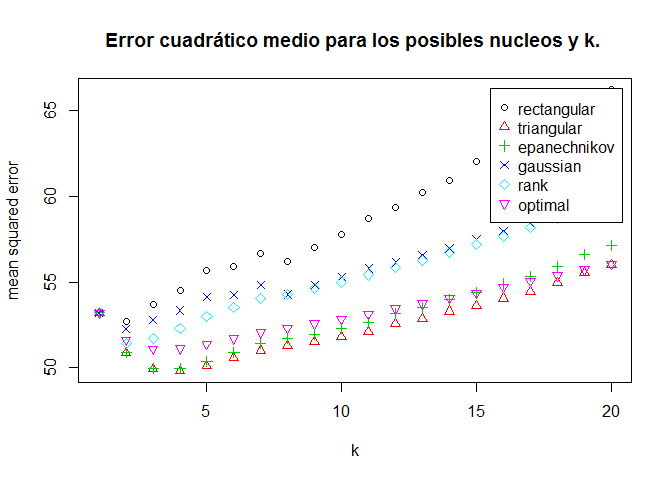 Error cuadrático medio para los posibles nucleos y k.
mean squared error
65
60
55
50
rectangular
triangular
epanechnikov
gaussian
rank
optimal
5 10 15 20
k